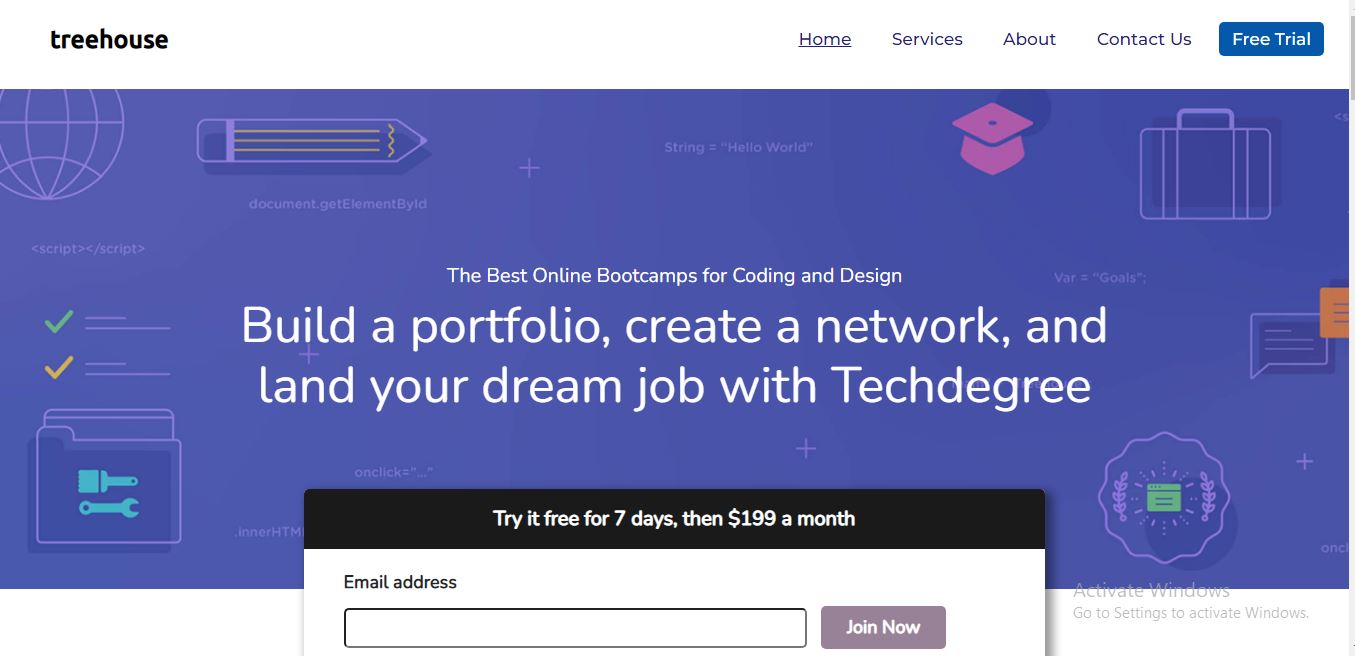 treehouse
Home Services About Contact Us Free Trial
String = "Hello World"
document.getElementById
<script></script>
The Best Online Bootcamps for Coding and Design
Var = "Goals";
Build a portfolio, create a network, and
land your dream job with Techdegree
onclick="..."
Try it free for 7 days, then $199 a month
.innerHTM
oncl
Email address
Activate Windows
Go to Settings to activate Windows.
Join Now